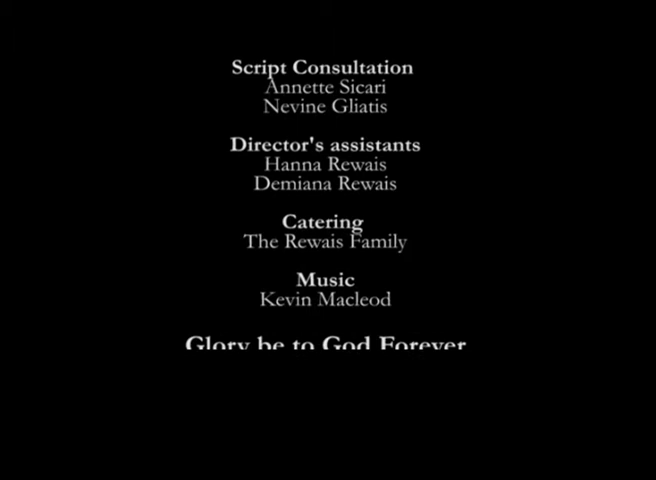 Script Consultation
Annette Sicari
Nevine Gliatis
Director's assistants
Hanna Rewais
Demiana Rewais
Catering
The Rewais Family
Music
Kevin Macleod
Glory be to God Forever